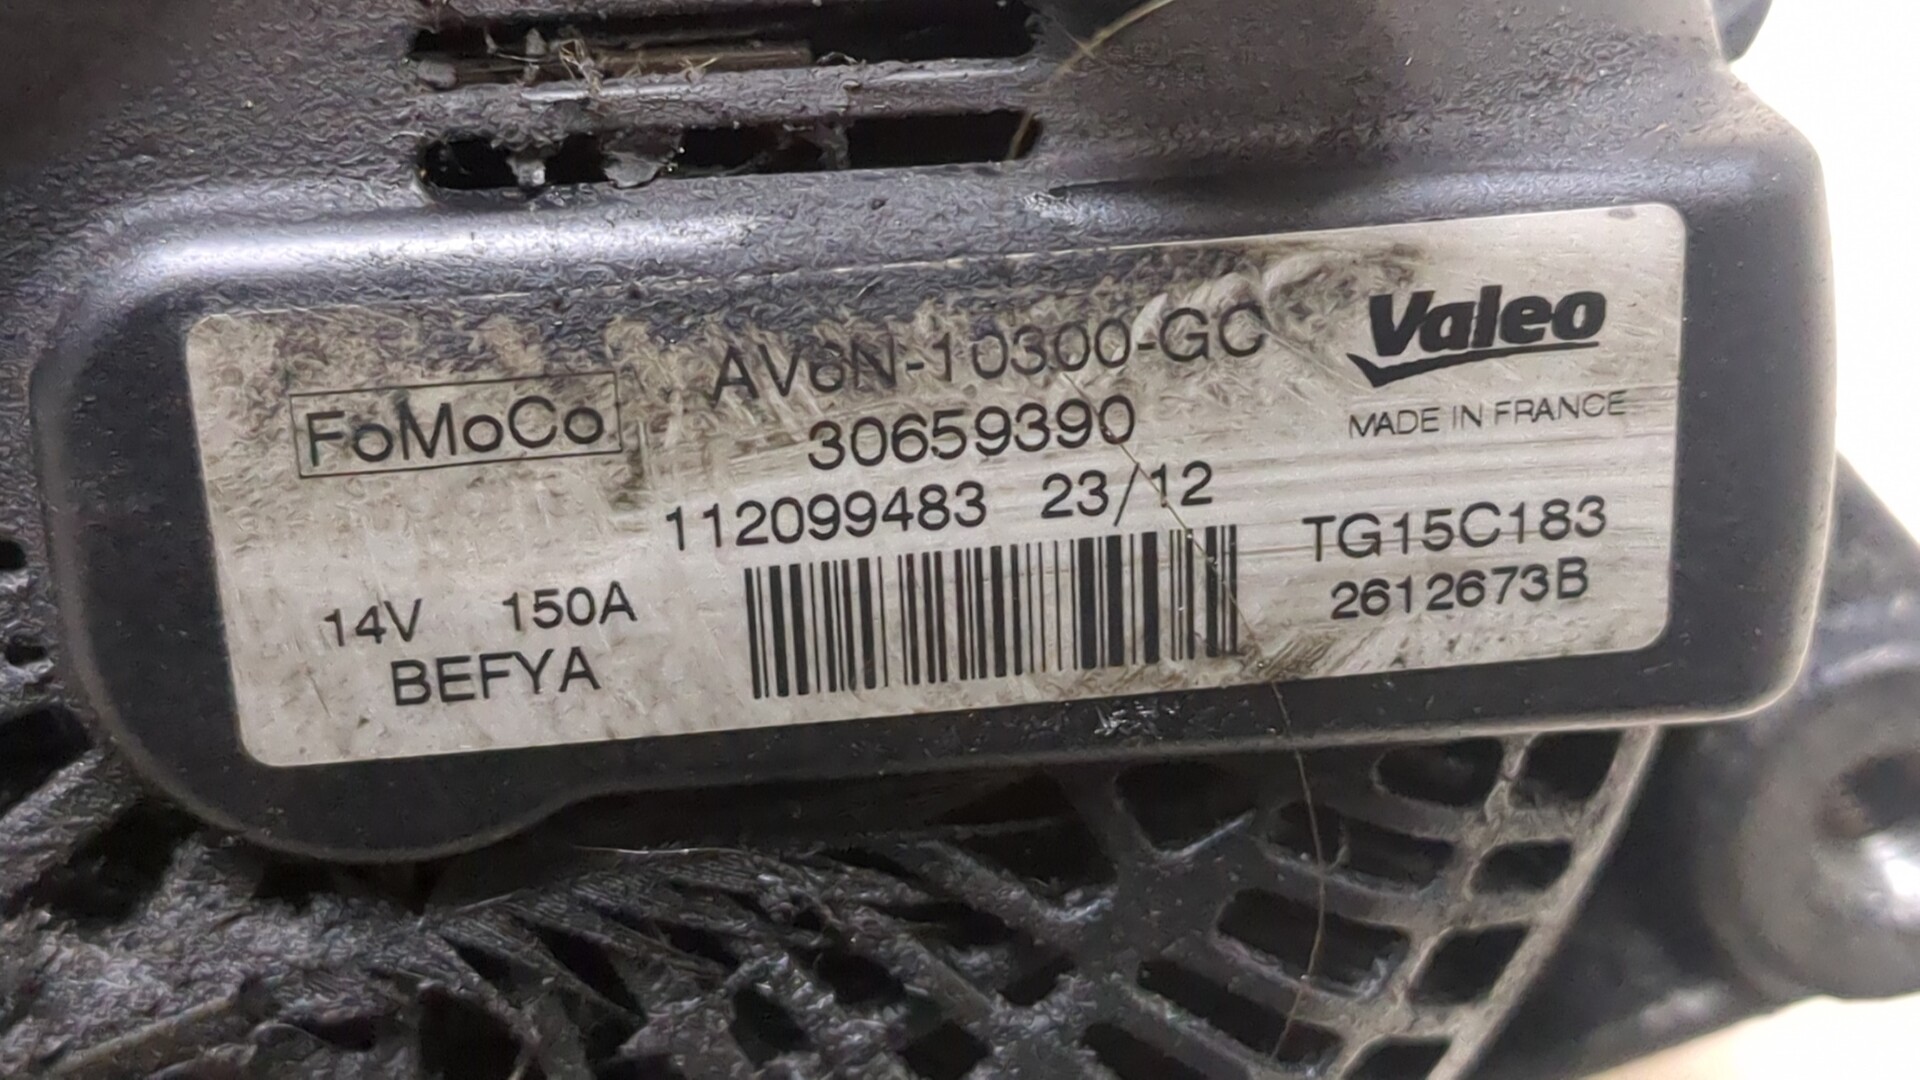 FoMoCo
AV6N-10300-GC
30659390
112099483 23/12
Valeo
MADE IN FRANCE
14V 150A
BEFYA
TG15C183
2612673B